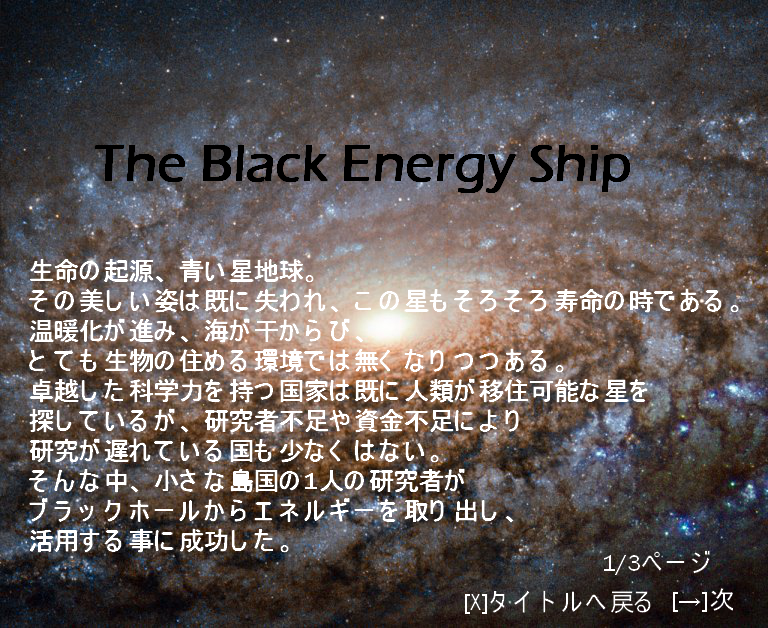 The Black Energy Ship
生命の起源、青い星地球。
その美しい姿は既に失われ、この星もそろそろ寿命の時である。
温暖化が進み、海が干からび、
とても生物の住める環境では無くなりつつある。
卓越した科学力を持つ国家は既に人類が移住可能な星を
探しているが、研究者不足や資金不足により
研究が遅れている国も少なくはない。
そんな中、小さな島国の1人の研究者が
ブラックホールからエネルギーを取り出し、
活用する事に成功した。
1/3ページ
[X]タイトルへ戻る [→]次